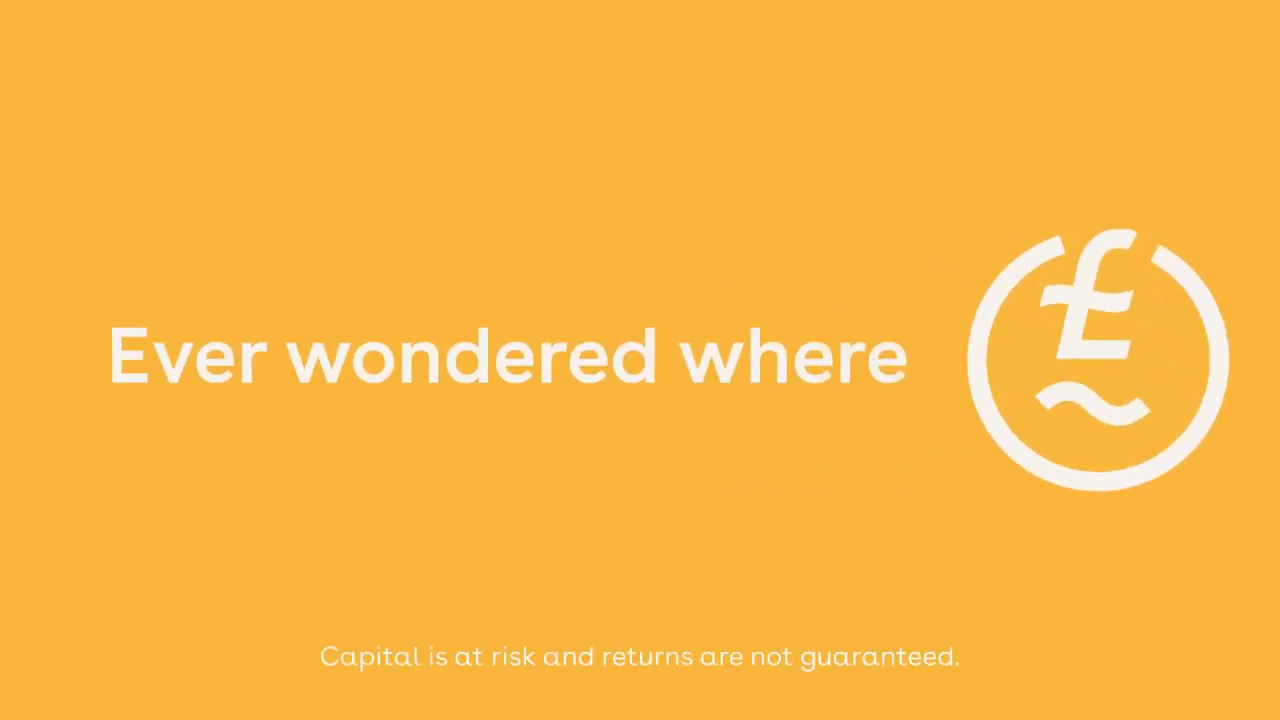 Ever wondered where £
Capital is at risk and returns are not guaranteed.